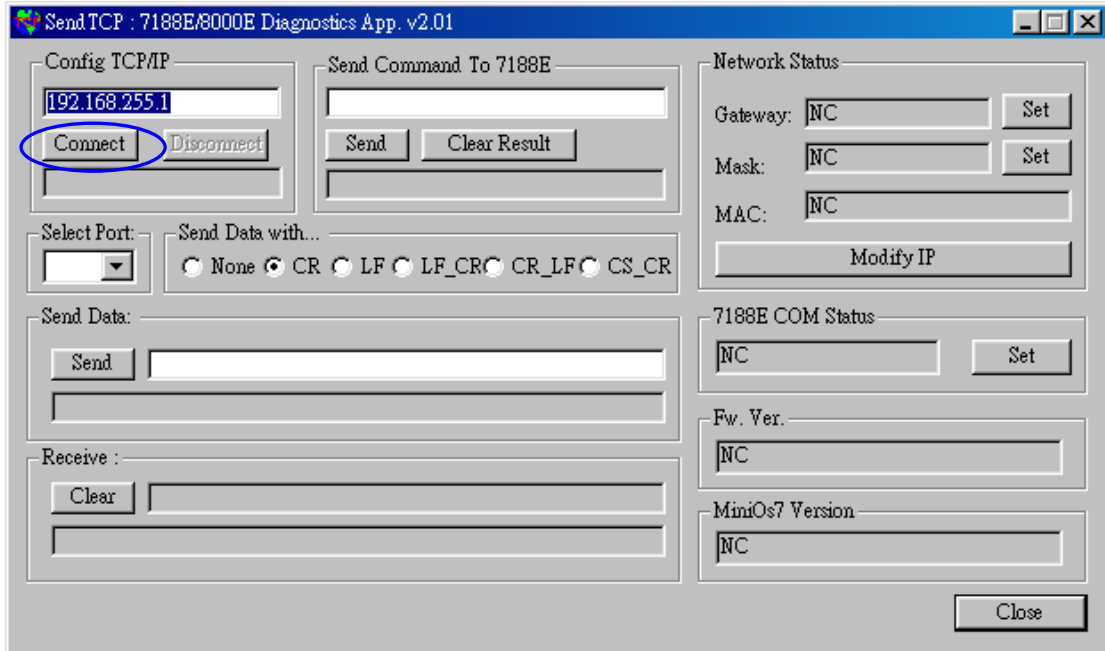 SendTCP : 7188E/8000E Diagnostics App. v2.01
Config TCP/IP
192.168.255.1
Connect Disconnect
Send Command To 7188E
Send Clear Result
Select Port:
Send Data with...
None CR LF LF_CR CR_LF CS_CR
Send Data:
Send
Receive :
Clear
Network Status
Gateway: NC Set
Mask: NC Set
MAC: NC
Modify IP
7188E COM Status
NC Set
Fw. Ver.
NC
MiniOs7 Version
NC
Close